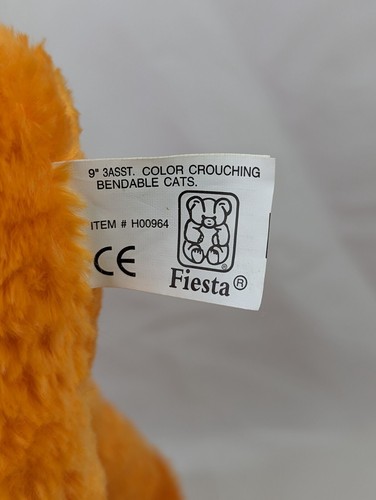 9" 3ASST. COLOR CROUCHING
BENDABLE CATS.
ITEM # H00964
CE
®
Fiesta®